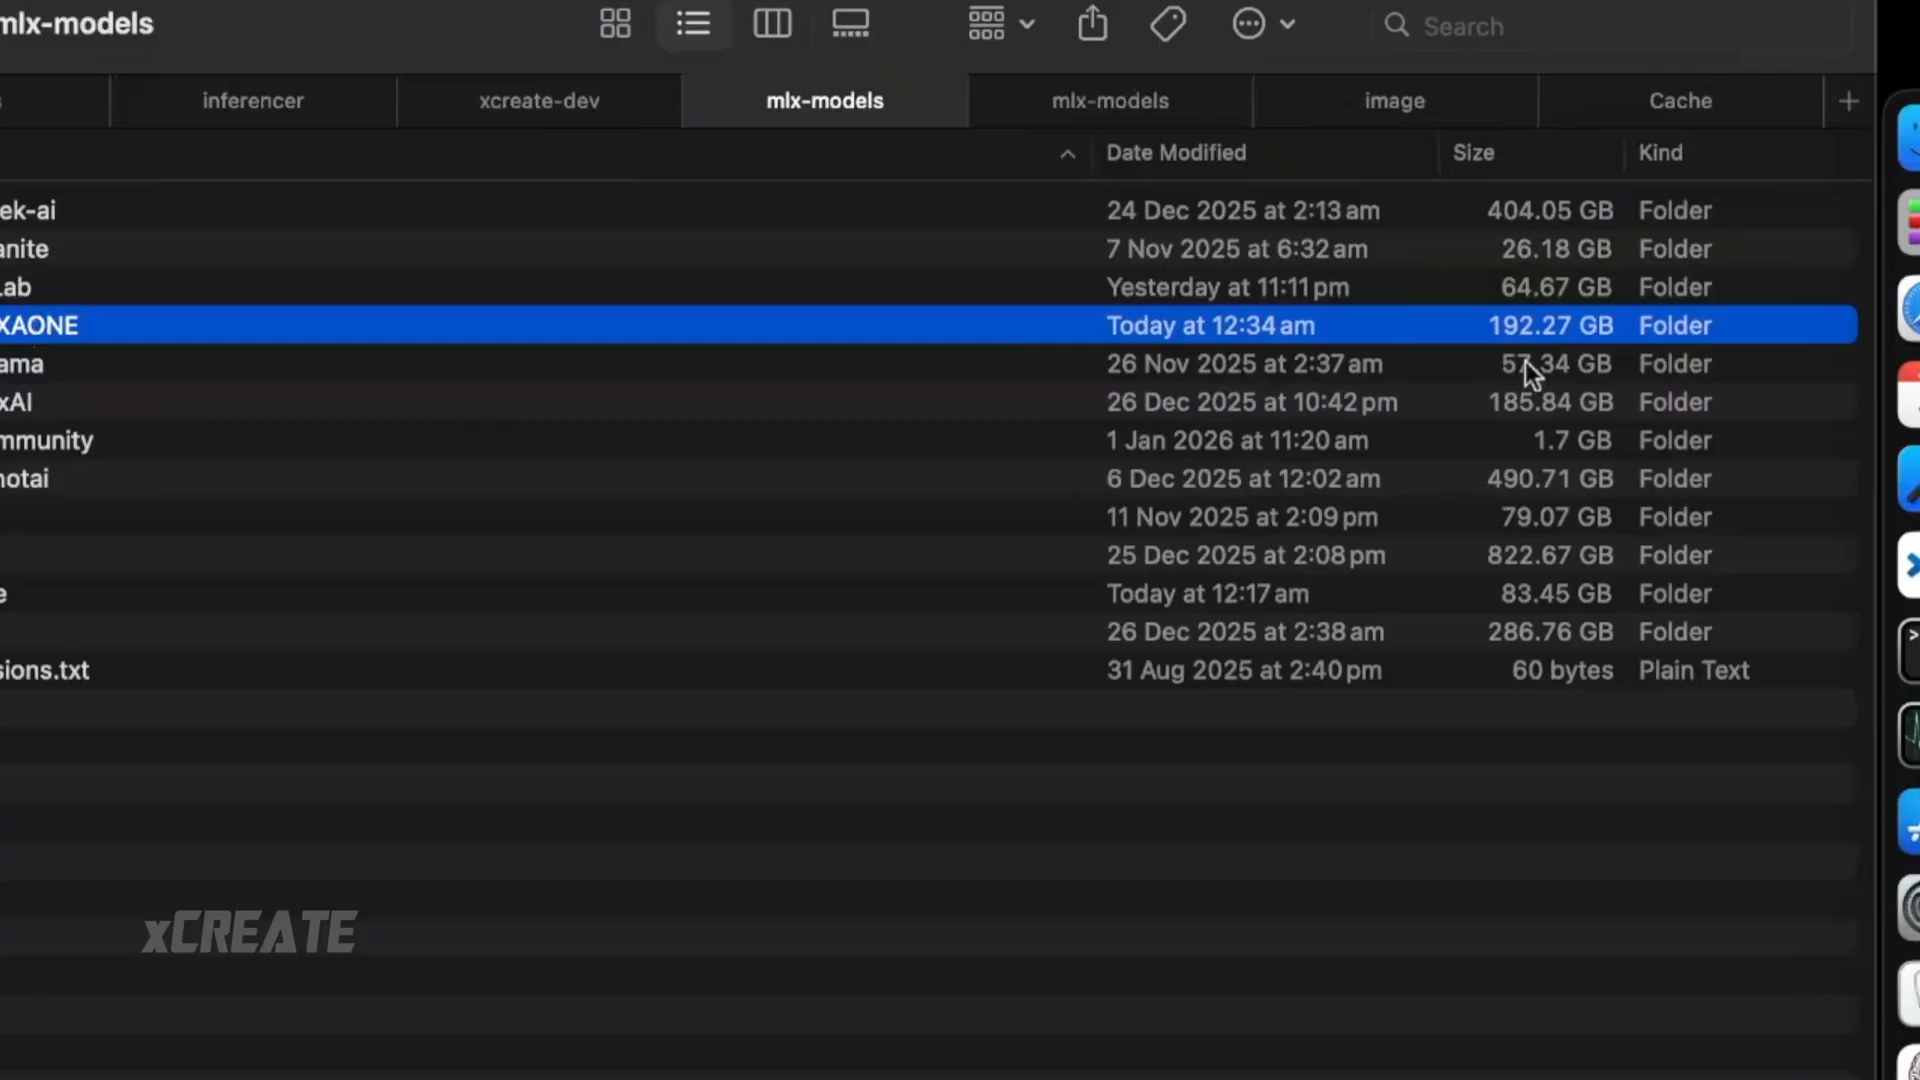 mlx-models
Search
s inferencer xcreate-dev mlx-models mlx-models image Cache
Date Modified Size Kind
ek-ai 24 Dec 2025 at 2:13 am 404.05 GB Folder
anite 7 Nov 2025 at 6:32 am 26.18 GB Folder
Lab Yesterday at 11:11 pm 64.67 GB Folder
XAONE Today at 12:34 am 192.27 GB Folder
ama 26 Nov 2025 at 2:37 am 57.34 GB Folder
xAI 26 Dec 2025 at 10:42 pm 185.84 GB Folder
mmunity 1 Jan 2026 at 11:20 am 1.7 GB Folder
notai 6 Dec 2025 at 12:02 am 490.71 GB Folder
11 Nov 2025 at 2:09 pm 79.07 GB Folder
25 Dec 2025 at 2:08 pm 822.67 GB Folder
e Today at 12:17 am 83.45 GB Folder
26 Dec 2025 at 2:38 am 286.76 GB Folder
sions.txt 31 Aug 2025 at 2:40 pm 60 bytes Plain Text
xCREATE